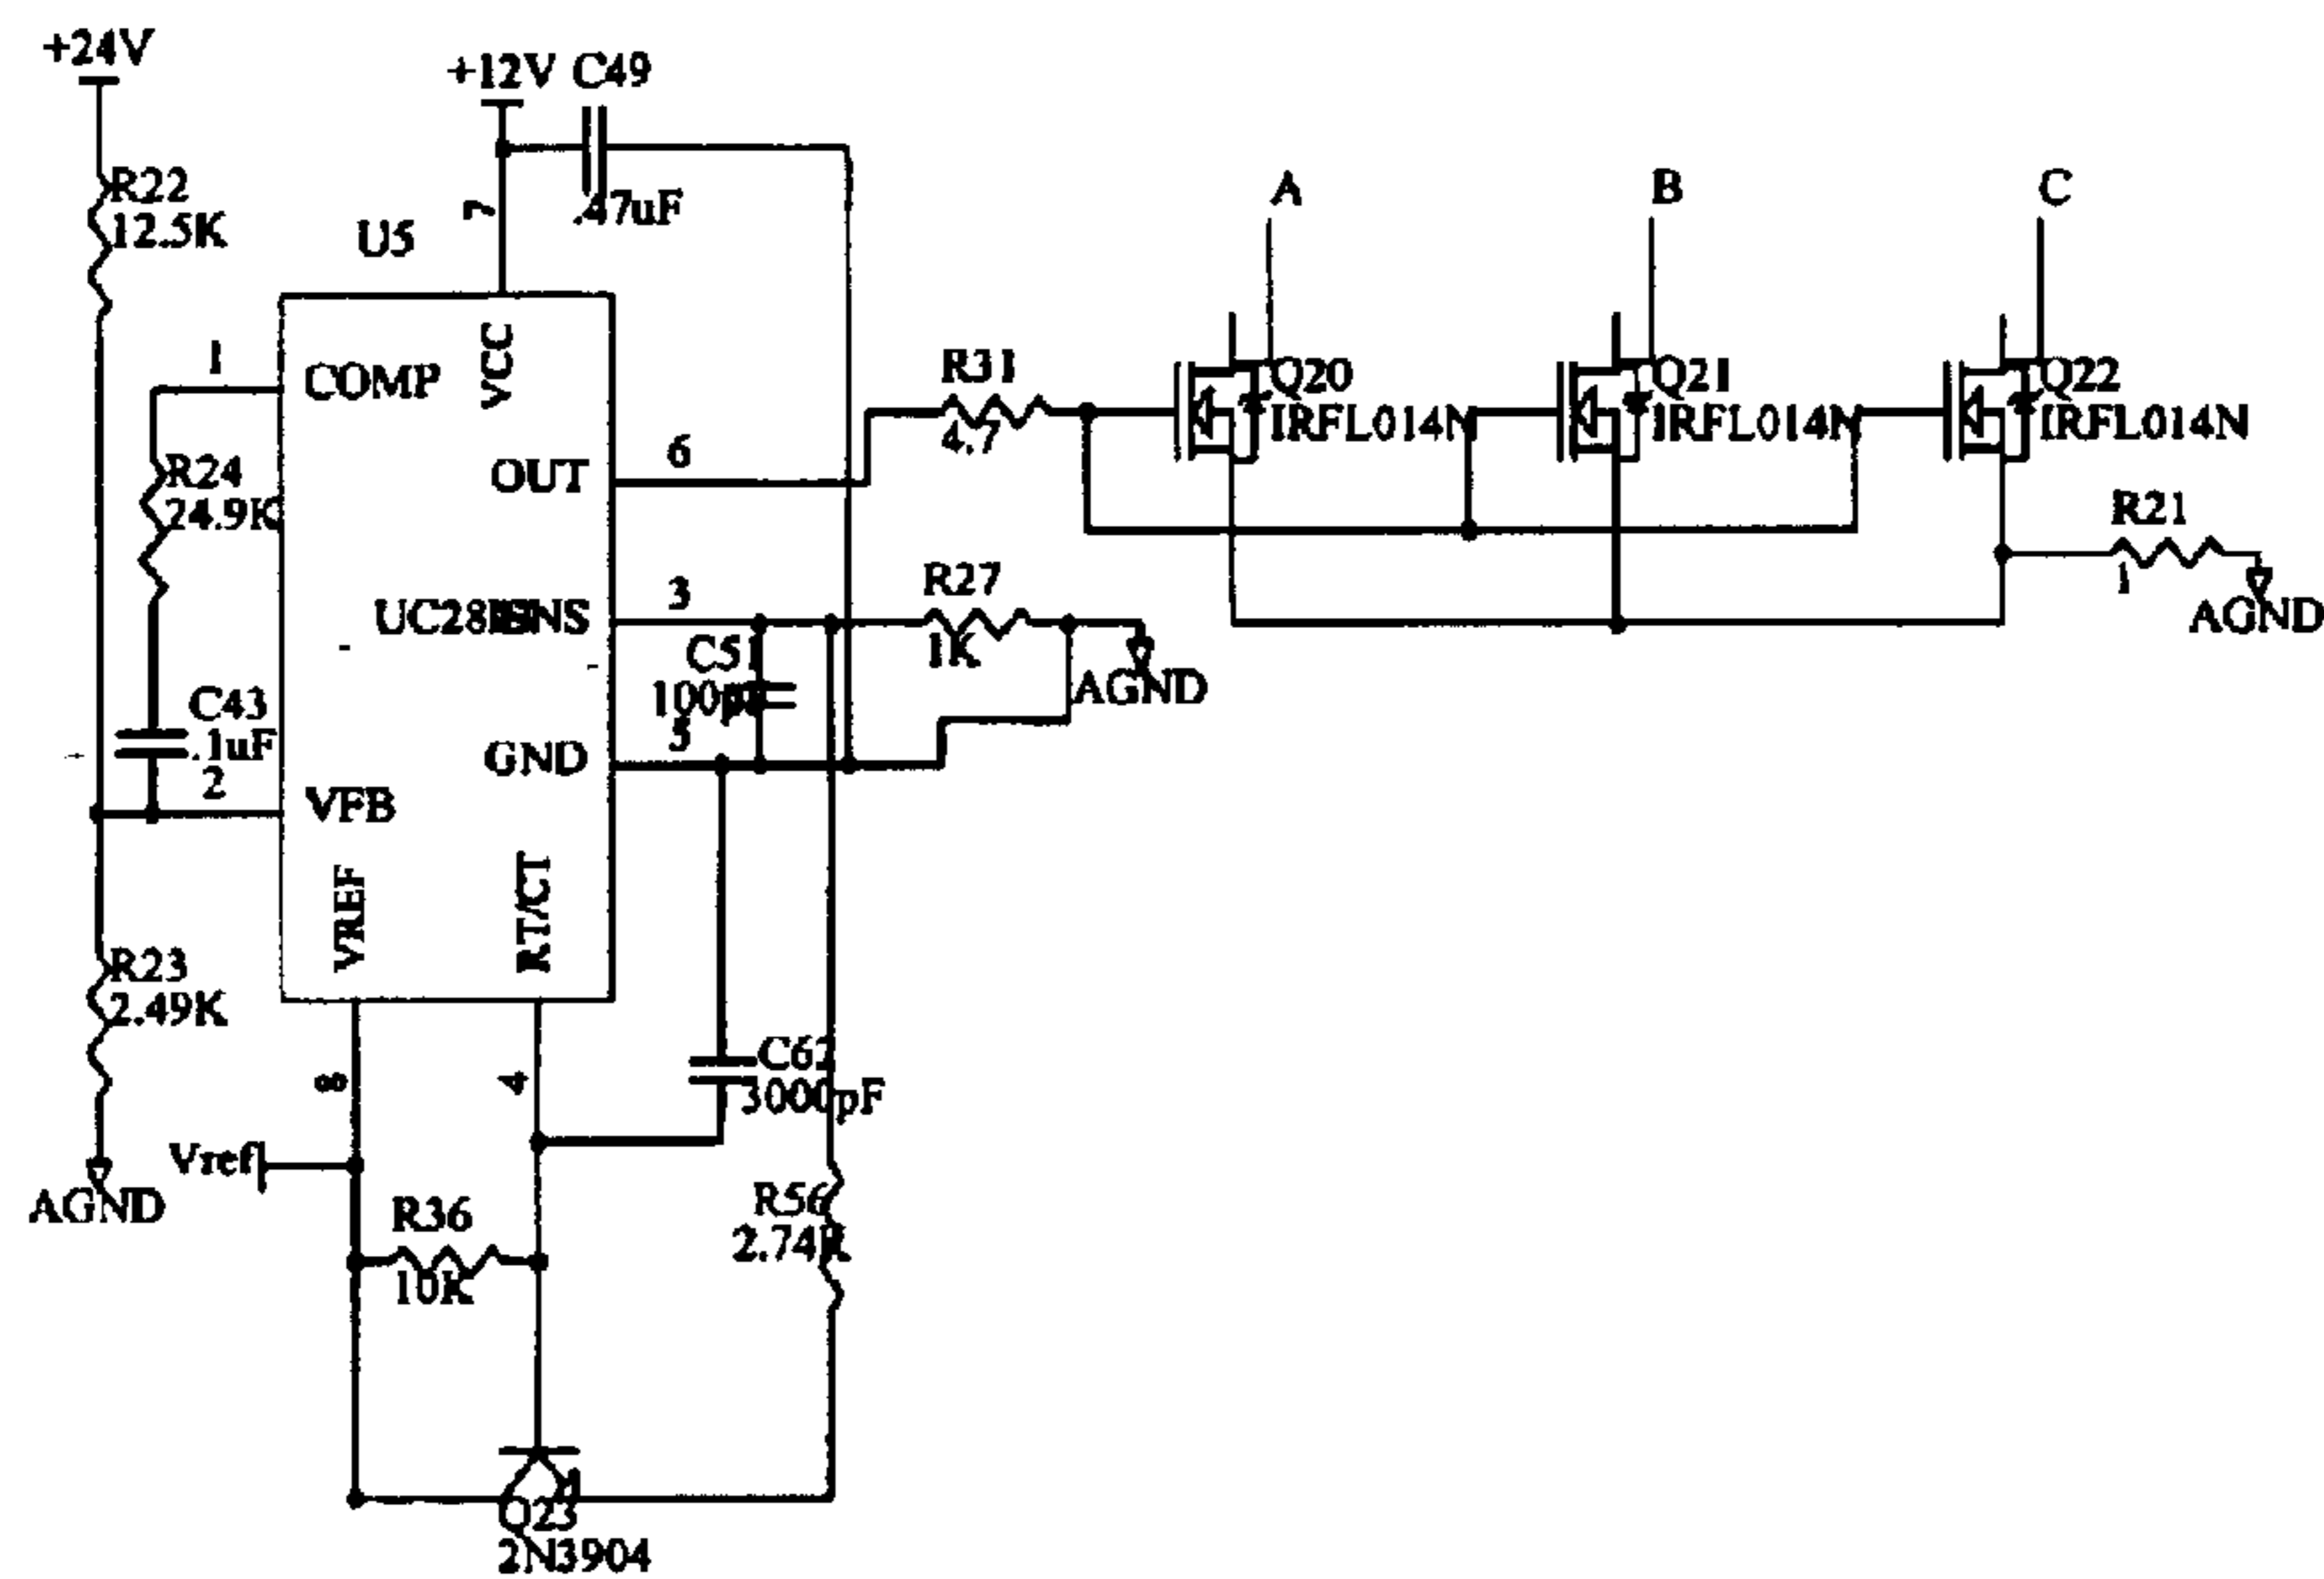 +24V
+12V C49
.47uF
R22
12.5K
7
U5
A
B
C
1
COMP
VCC
R31
4.7
Q20
IRFL014N
Q21
IRFL014N
Q22
IRFL014N
6
OUT
R24
24.9K
R21
1
AGND
3
R27
1K
C51
AGND
C43
.1uF
5
GND
2
VFB
VREF
RT/CT
R23
2.49K
8
4
C62
3000pF
Vref
AGND
R36
10K
R56
2.74K
Q23
2N3904